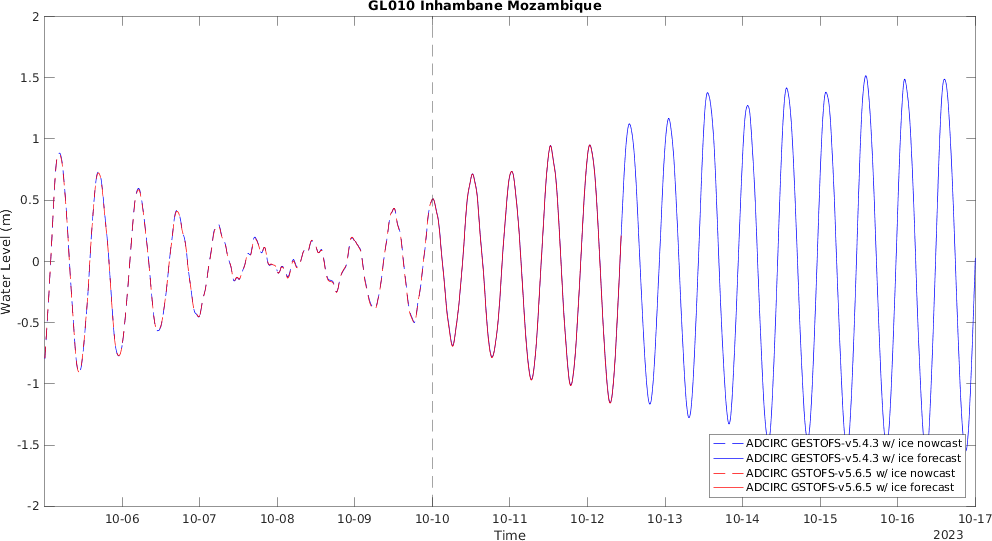 GL010 Inhambane Mozambique
2
1.5
1
0.5
0
-0.5
-1
-1.5
-2
Water Level (m)
10-06 10-07 10-08 10-09 10-10 10-11 10-12 10-13 10-14 10-15 10-16 10-17
Time
2023
ADCIRC GESTOFS-v5.4.3 w/ ice nowcast
ADCIRC GESTOFS-v5.4.3 w/ ice forecast
ADCIRC GSTOFS-v5.6.5 w/ ice nowcast
ADCIRC GSTOFS-v5.6.5 w/ ice forecast